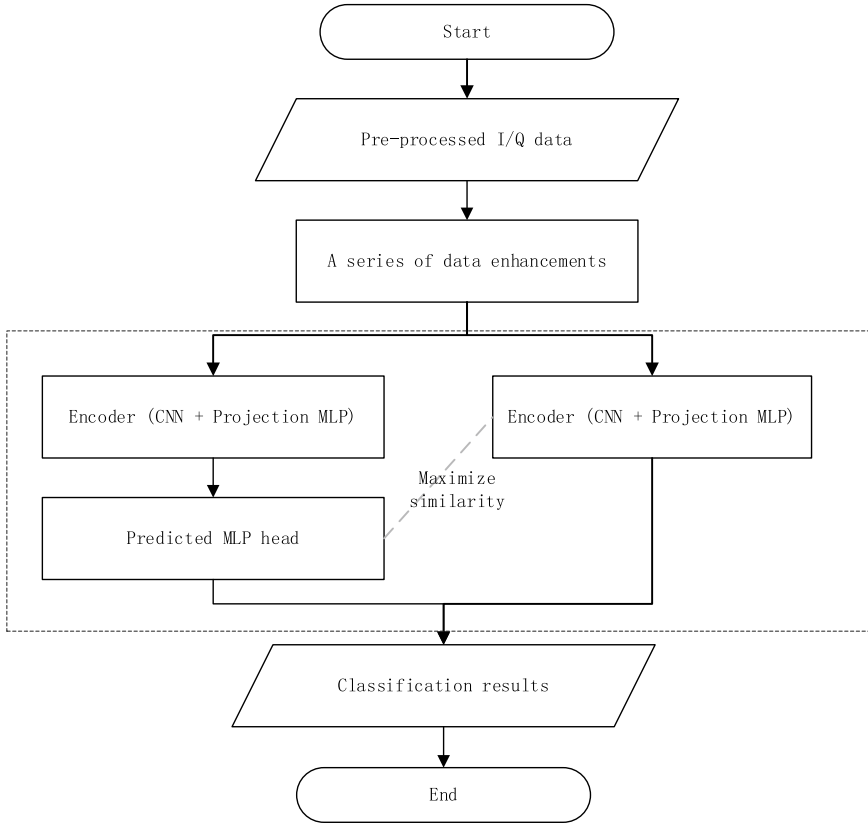 Start
Pre-processed I/Q data
A series of data enhancements
Encoder (CNN + Projection MLP)
Encoder (CNN + Projection MLP)
Maximize
similarity
Predicted MLP head
Classification results
End